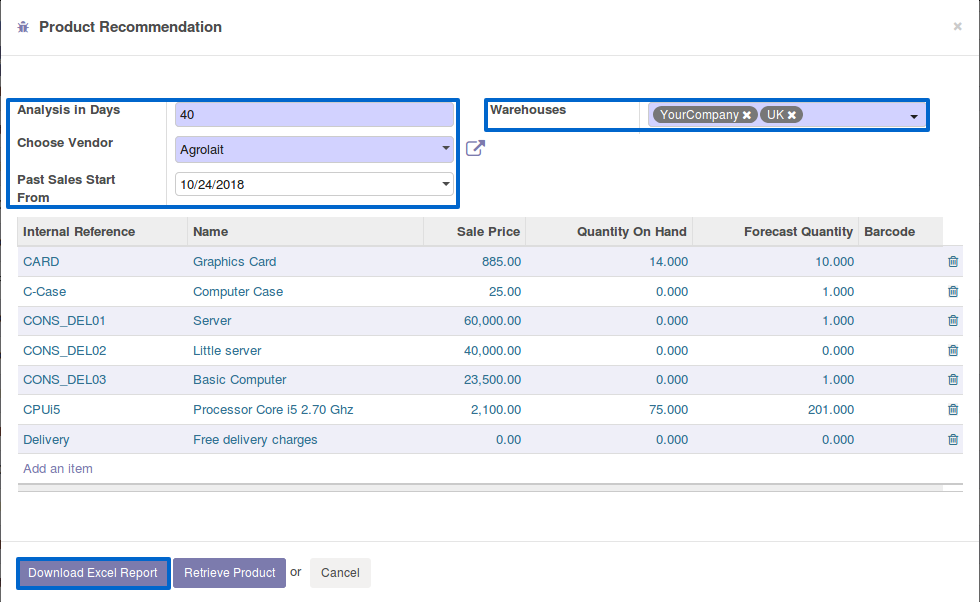 Product Recommendation ×
Analysis in Days 40 Warehouses YourCompany ✖ UK ✖
Choose Vendor Agrolait
Past Sales Start From 10/24/2018
Internal Reference Name Sale Price Quantity On Hand Forecast Quantity Barcode
CARD Graphics Card 885.00 14.000 10.000
C-Case Computer Case 25.00 0.000 1.000
CONS_DEL01 Server 60,000.00 0.000 1.000
CONS_DEL02 Little server 40,000.00 0.000 0.000
CONS_DEL03 Basic Computer 23,500.00 0.000 1.000
CPUi5 Processor Core i5 2.70 Ghz 2,100.00 75.000 201.000
Delivery Free delivery charges 0.00 0.000 0.000
Add an item
Download Excel Report Retrieve Product or Cancel